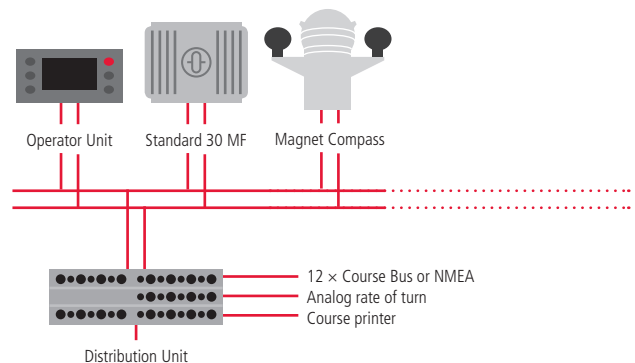 Operator Unit
Standard 30 MF
Magnet Compass
12 × Course Bus or NMEA
Analog rate of turn
Course printer
Distribution Unit